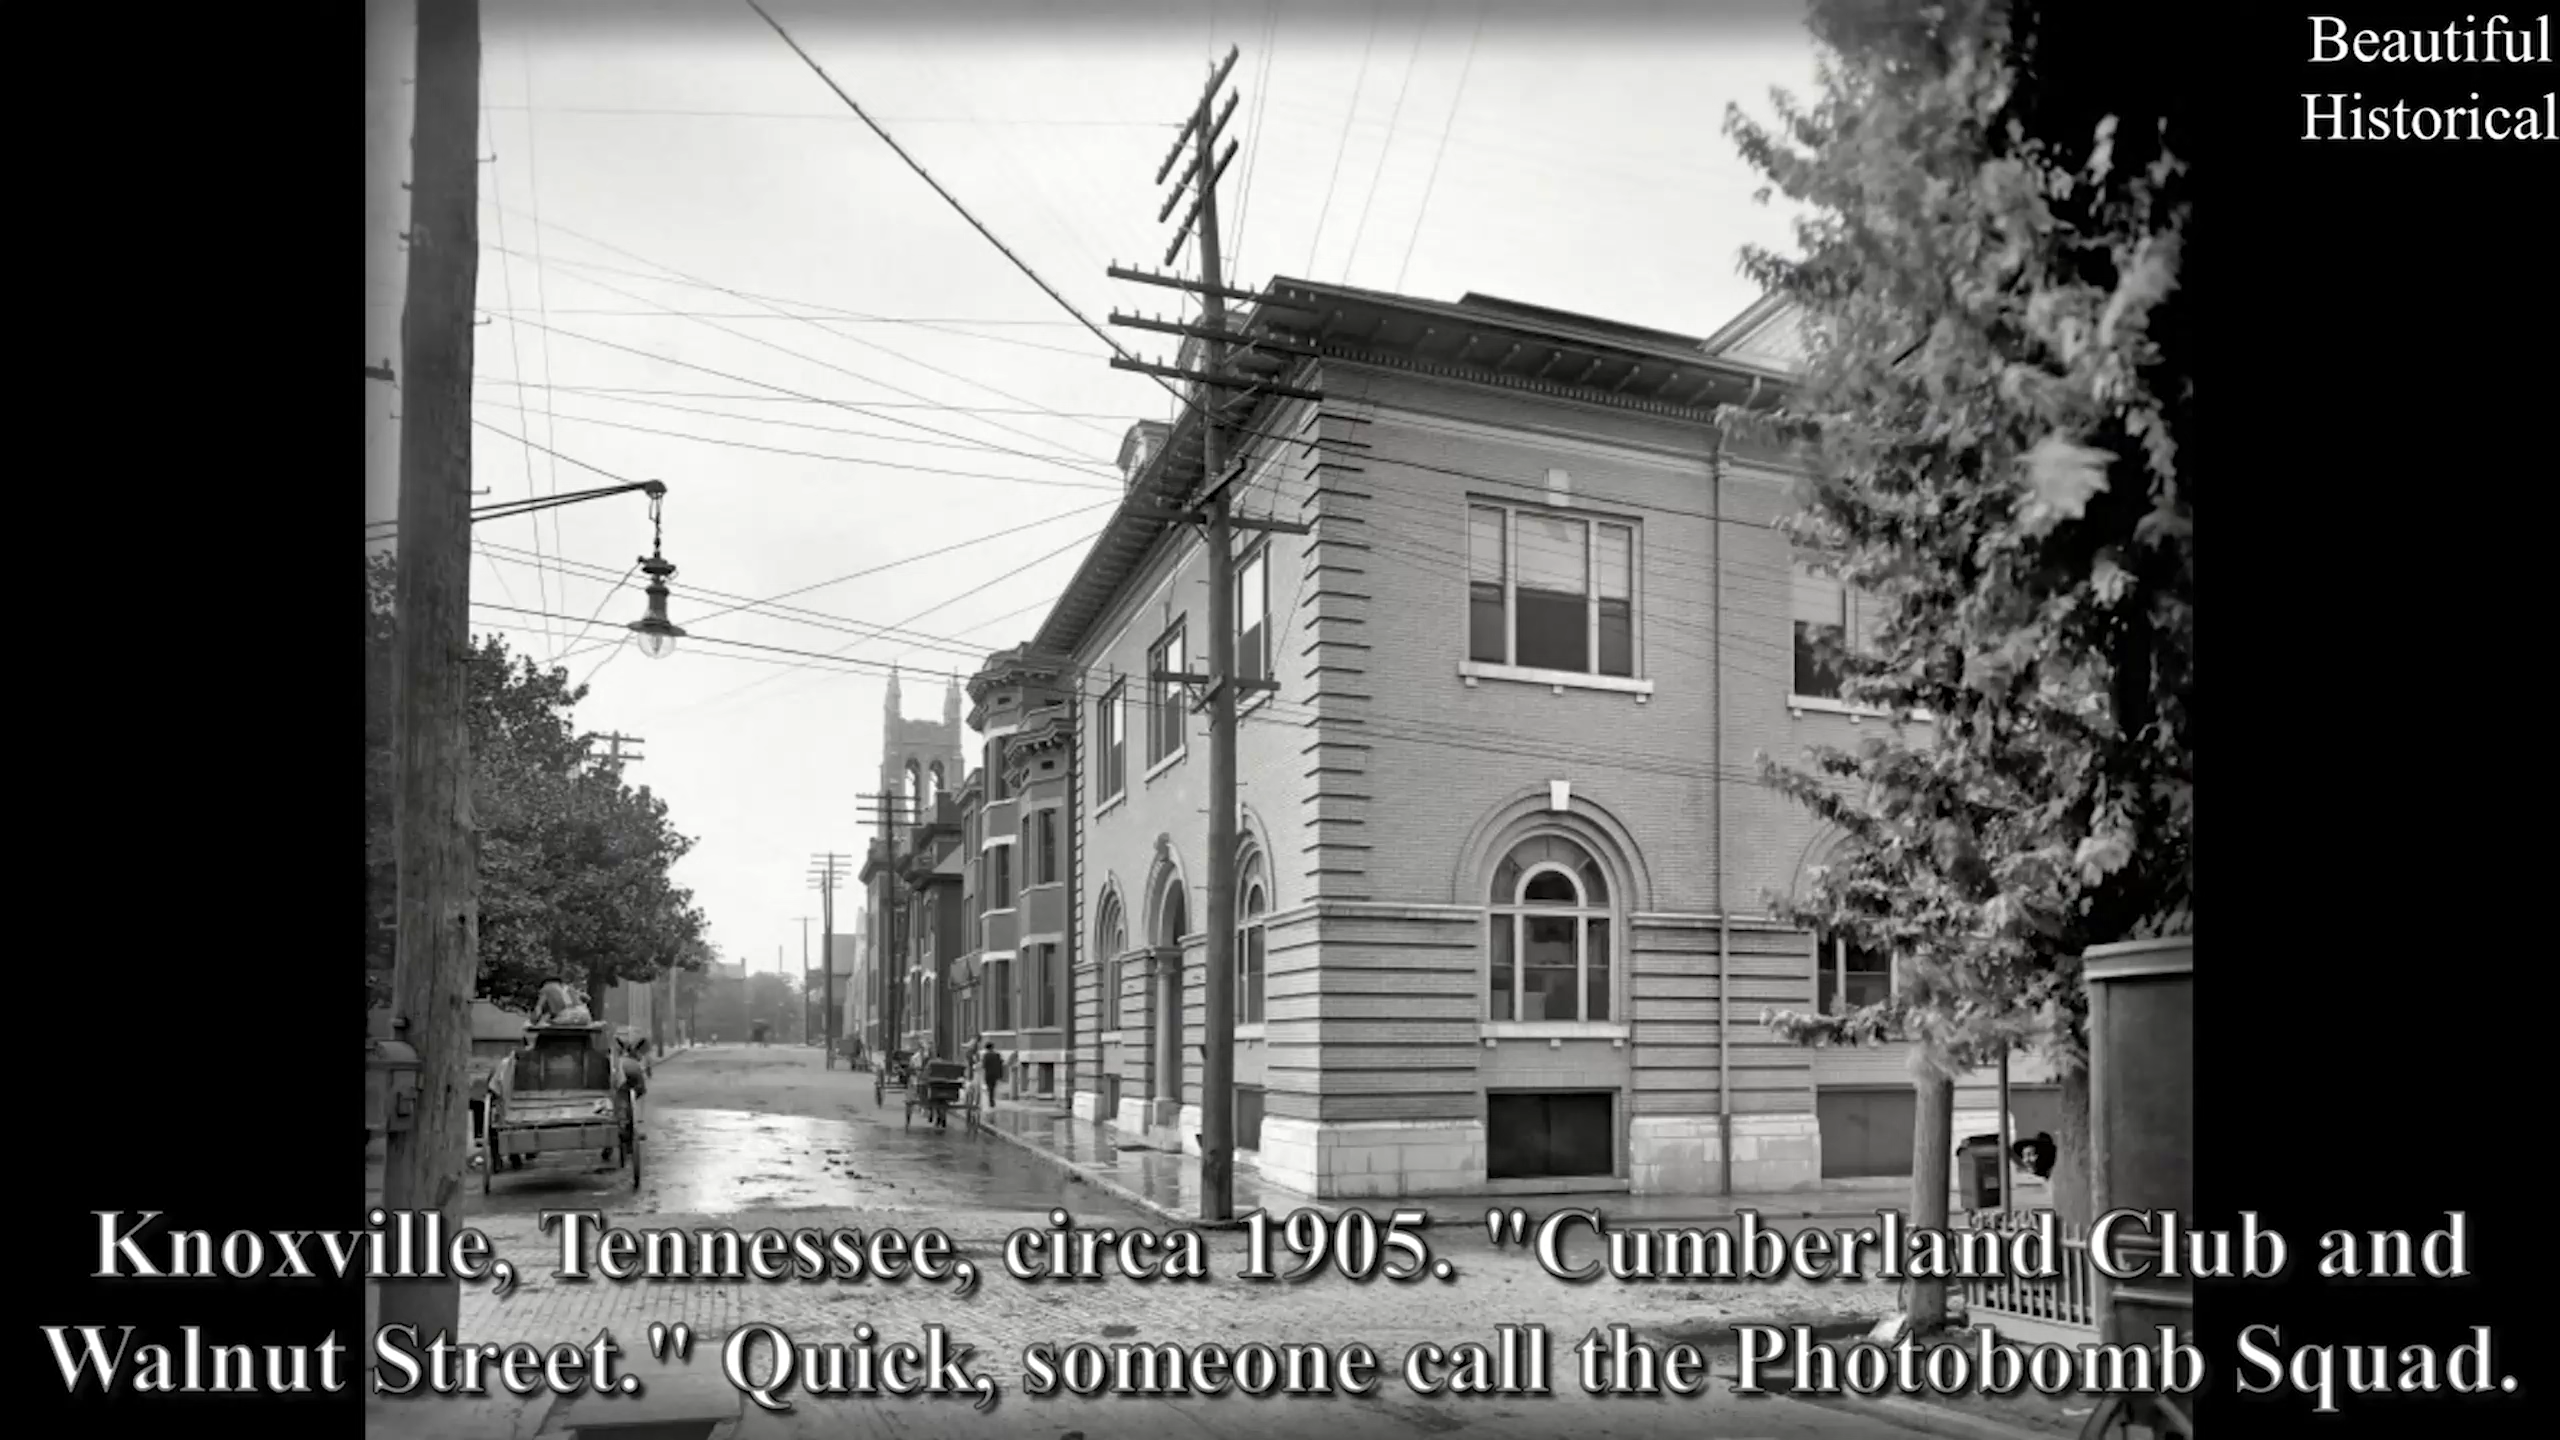 Beautiful
Historical
Knoxville, Tennessee, circa 1905. "Cumberland Club and
Walnut Street." Quick, someone call the Photobomb Squad.